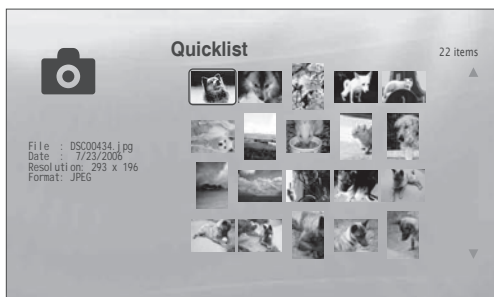 Quicklist
22 items
File : DSC00434.jpg
Date : 7/23/2006
Resolution: 293 x 196
Format: JPEG